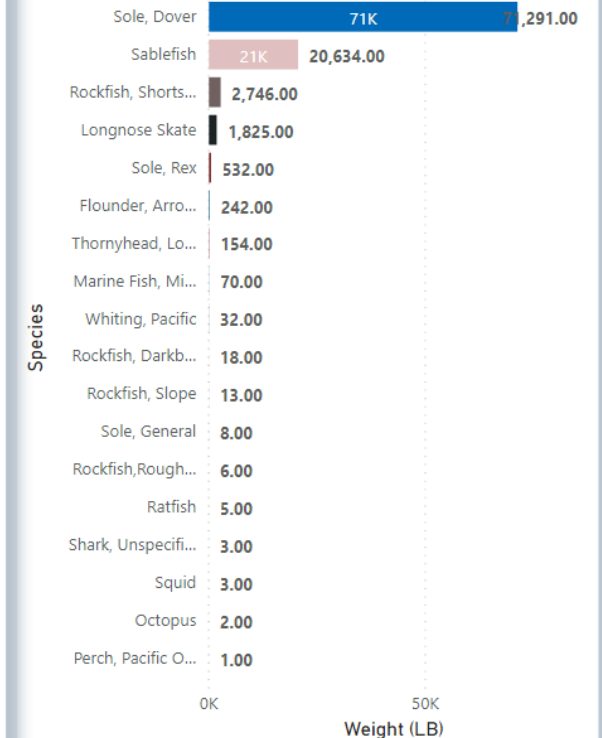 Sole, Dover 71K 71,291.00
Sablefish 21K 20,634.00
Rockfish, Shorts... 2,746.00
Longnose Skate 1,825.00
Sole, Rex 532.00
Flounder, Arro... 242.00
Thornyhead, Lo... 154.00
Marine Fish, Mi... 70.00
Whiting, Pacific 32.00
Rockfish, Darkb... 18.00
Rockfish, Slope 13.00
Sole, General 8.00
Rockfish,Rough... 6.00
Ratfish 5.00
Shark, Unspecifi... 3.00
Squid 3.00
Octopus 2.00
Perch, Pacific O... 1.00
Species
0K 50K
Weight (LB)